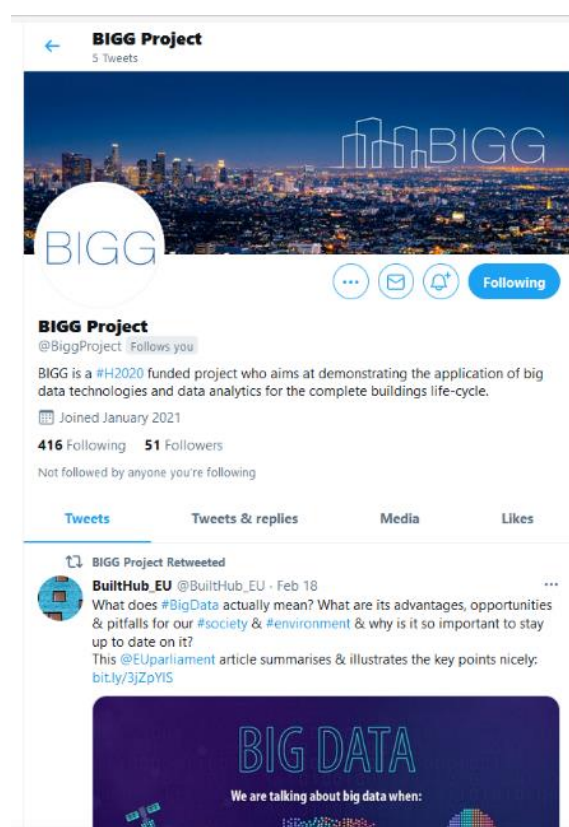 BIGG Project
5 Tweets
BIGG
BIGG
Following
BIGG Project
@BiggProject Follows you
BIGG is a #H2020 funded project who aims at demonstrating the application of big
data technologies and data analytics for the complete buildings life-cycle.
Joined January 2021
416 Following 51 Followers
Not followed by anyone you're following
Tweets Tweets & replies Media Likes
BIGG Project Retweeted
BuiltHub_EU @BuiltHub_EU · Feb 18
What does #BigData actually mean? What are its advantages, opportunities
& pitfalls for our #society & #environment & why is it so important to stay
up to date on it?
This @EUparliament article summarises & illustrates the key points nicely:
bit.ly/3jZpYIS
BIG DATA
We are talking about big data when: